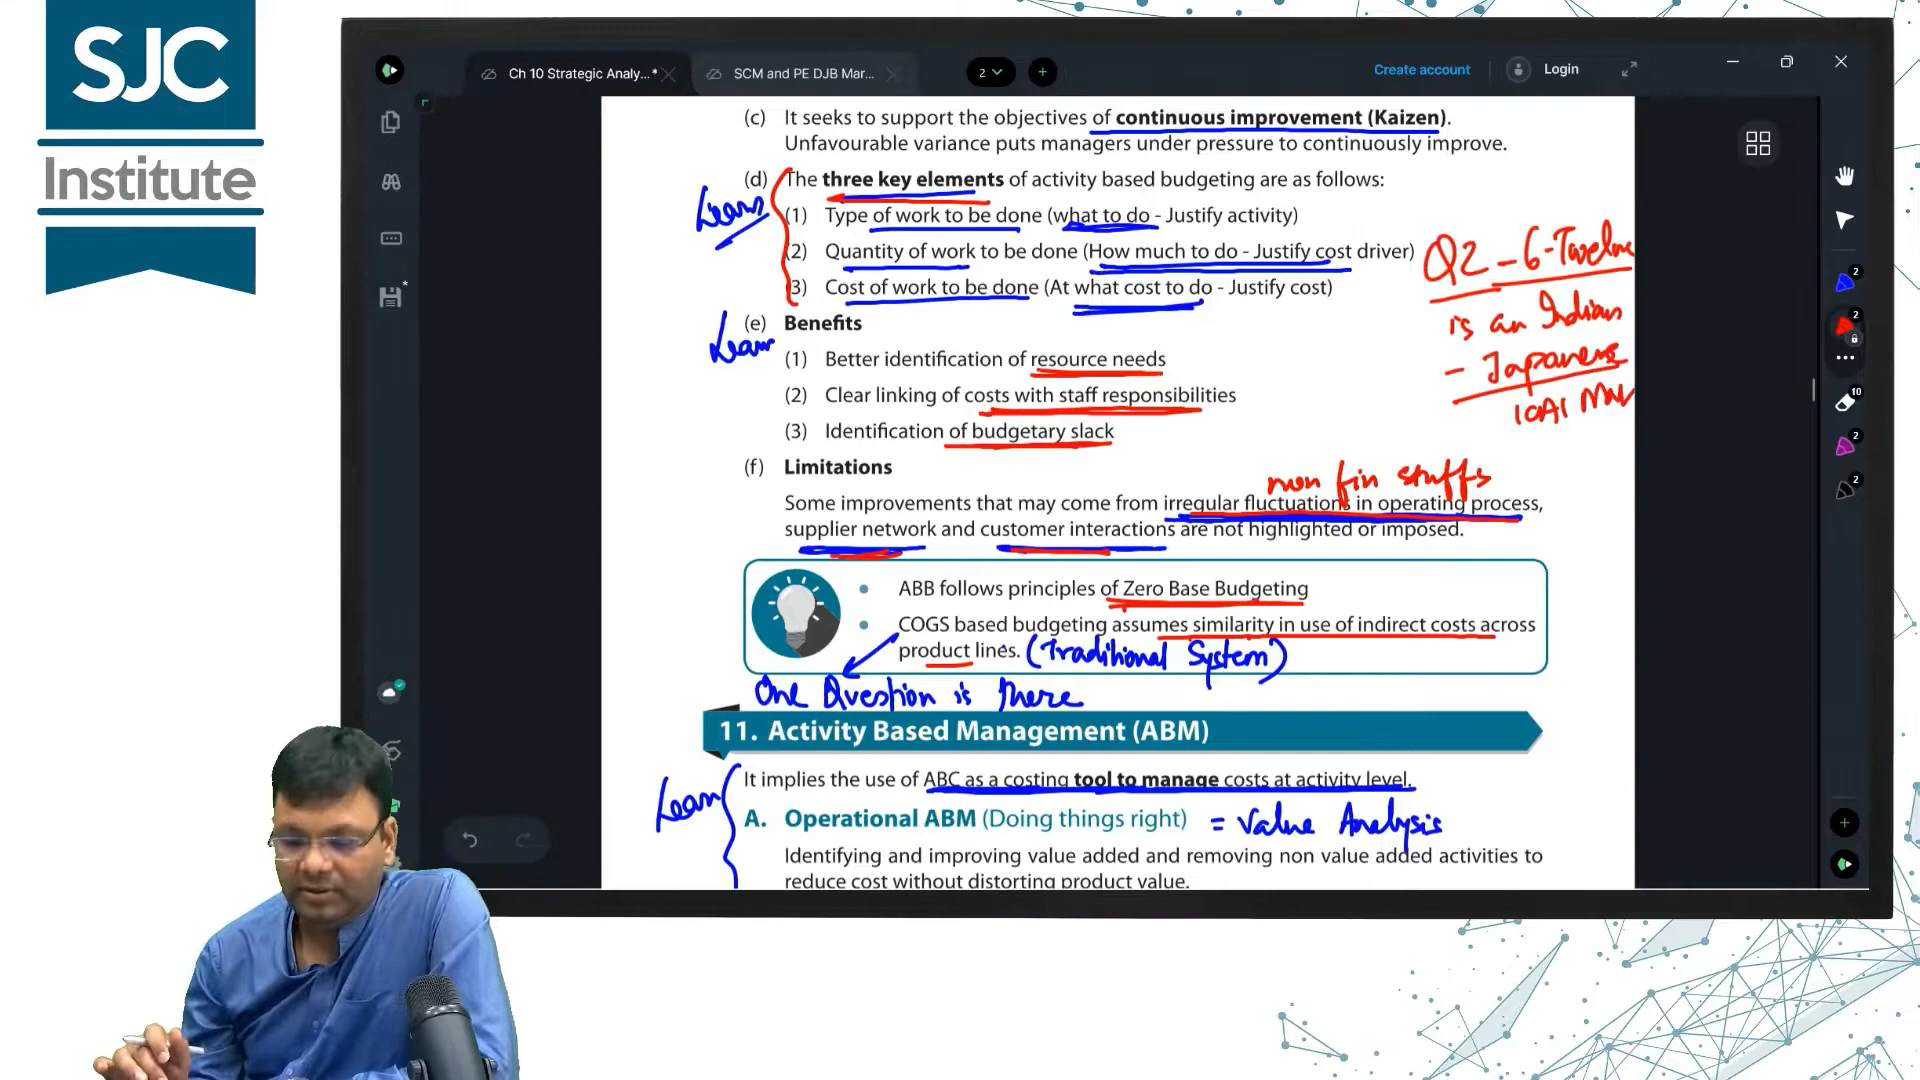 SJC
Institute
Ch 10 Strategic Analy...*
SCM and PE DJB Mar...
2
Create account
Login
(c) It seeks to support the objectives of continuous improvement (Kaizen).
Unfavourable variance puts managers under pressure to continuously improve.
(d) The three key elements of activity based budgeting are as follows:
Learn
(1) Type of work to be done (what to do - Justify activity)
(2) Quantity of work to be done (How much to do - Justify cost driver)
(3) Cost of work to be done (At what cost to do - Justify cost)
Q2 - 6-
is an Indian
- Japanese
(e) Benefits
Learn
(1) Better identification of resource needs
(2) Clear linking of costs with staff responsibilities
(3) Identification of budgetary slack
(f) Limitations
non fin stuffs
Some improvements that may come from irregular fluctuations in operating process,
supplier network and customer interactions are not highlighted or imposed.
• ABB follows principles of Zero Base Budgeting
• COGS based budgeting assumes similarity in use of indirect costs across
product lines. (Traditional System)
One Question is there
11. Activity Based Management (ABM)
It implies the use of ABC as a costing tool to manage costs at activity level.
Learn
A. Operational ABM (Doing things right) = Value Analysis
Identifying and improving value added and removing non value added activities to
reduce cost without distorting product value.
2
2
10
2
2